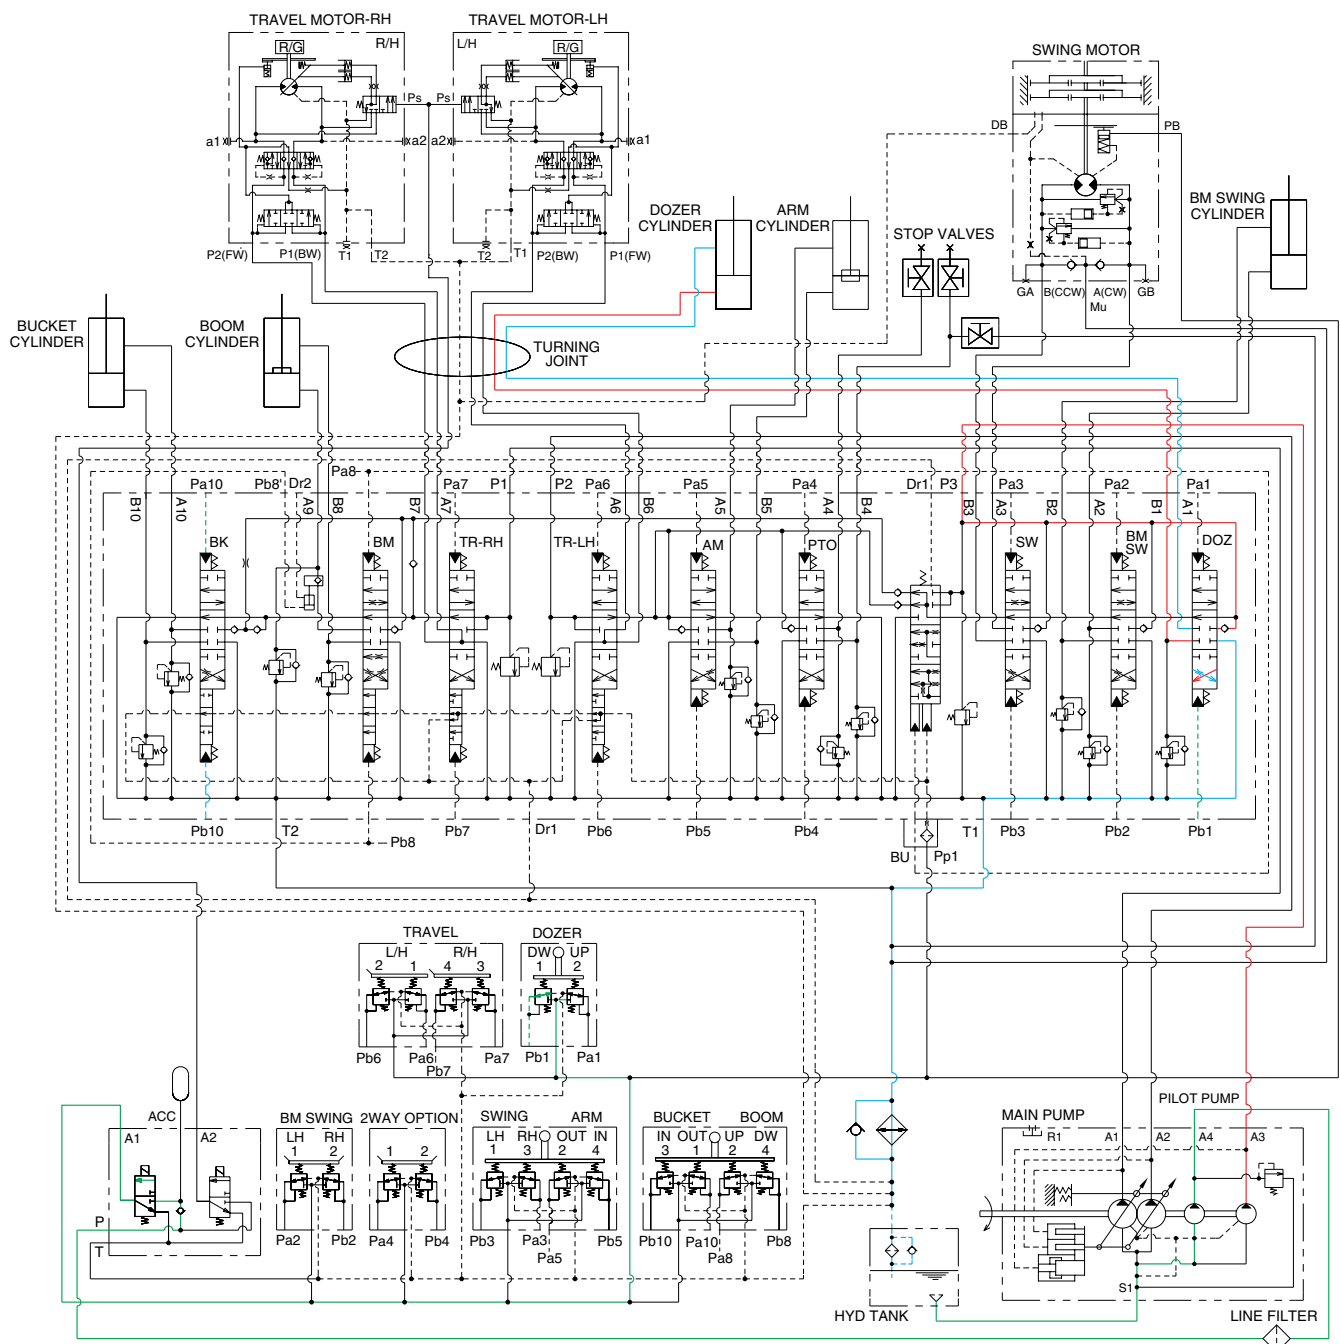 TRAVEL MOTOR-RH TRAVEL MOTOR-LH
R/G R/H L/H R/G
SWING MOTOR
Ps Ps
DB PB
a1 a2 a2 a1
DOZER CYLINDER
ARM CYLINDER
STOP VALVES
BM SWING CYLINDER
P2(FW) P1(BW) T1 T2 T2 T1 P2(BW) P1(FW)
GA B(CCW) A(CW) GB
Mu
BUCKET CYLINDER
BOOM CYLINDER
TURNING JOINT
Pa10 Pb8' Dr2 Pa8 Pa7 P1 P2 Pa6 Pa5 Pa4 Dr1 P3 Pa3 Pa2 Pa1
B10 A10 A9 B8 B7 A7 A6 B6 A5 B5 A4 B4 B3 A3 B2 A2 B1 A1
BK BM TR-RH TR-LH AM PTO SW BM SW DOZ
Pb10 T2 Pb8 Pb7 Dr1 Pb6 Pb5 Pb4 BU Pp1 T1 Pb3 Pb2 Pb1
TRAVEL
L/H R/H
2 1 4 3
Pb6 Pa6 Pb7 Pa7
DOZER
DW UP
1 2
Pb1 Pa1
ACC
A1 A2
P
T
BM SWING
LH RH
1 2
Pa2 Pb2
2WAY OPTION
1 2
Pa4 Pb4
SWING ARM
LH RH OUT IN
1 3 2 4
Pb3 Pa3 Pa5 Pb5
BUCKET BOOM
IN OUT UP DW
3 1 2 4
Pb10 Pa10 Pa8 Pb8
PILOT PUMP
MAIN PUMP
R1 A1 A2 A4 A3
S1
HYD TANK
LINE FILTER